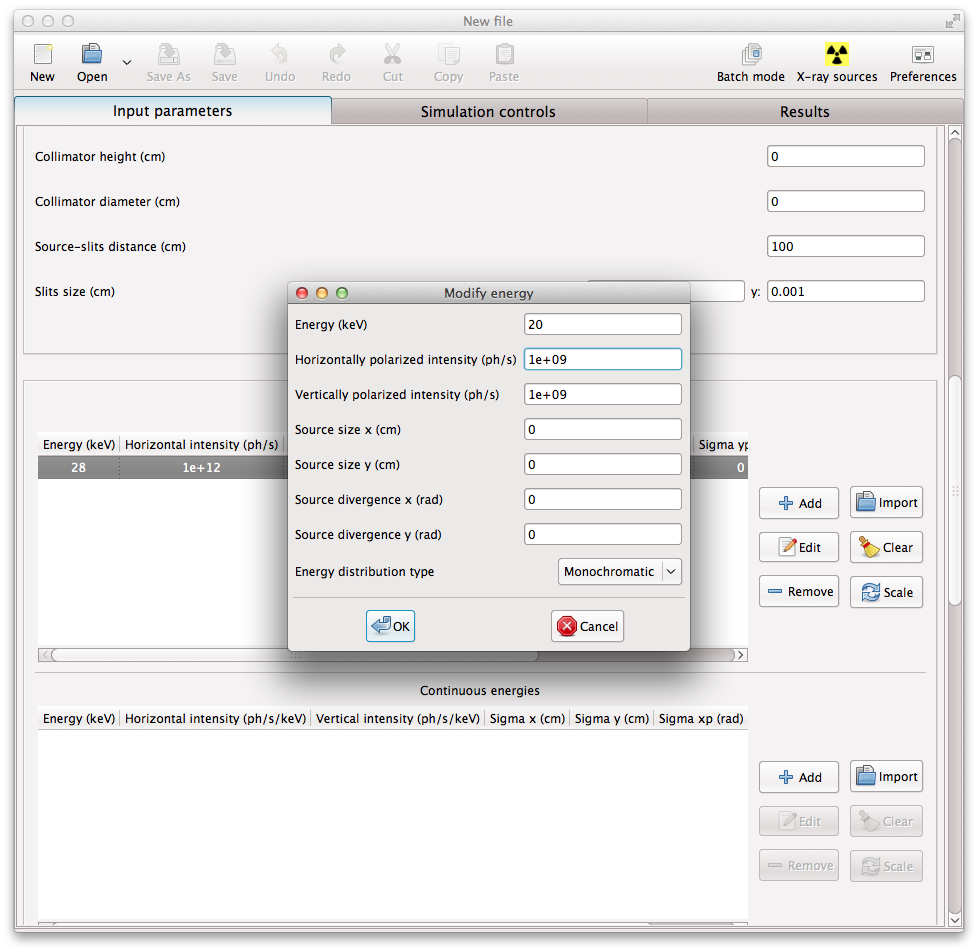 New file
New
Open
Save As
Save
Undo
Redo
Cut
Copy
Paste
Batch mode
X-ray sources
Preferences
Input parameters
Simulation controls
Results
Collimator height (cm)
0
Collimator diameter (cm)
0
Source-slits distance (cm)
100
Slits size (cm)
y:
0.001
Modify energy
Energy (keV)
20
Horizontally polarized intensity (ph/s)
1e+09
Vertically polarized intensity (ph/s)
1e+09
Source size x (cm)
0
Source size y (cm)
0
Source divergence x (rad)
0
Source divergence y (rad)
0
Energy distribution type
Monochromatic
OK
Cancel
Energy (keV)
Horizontal intensity (ph/s)
Sigma yp
28
1e+12
0
Add
Import
Edit
Clear
Remove
Scale
Continuous energies
Energy (keV)
Horizontal intensity (ph/s/keV)
Vertical intensity (ph/s/keV)
Sigma x (cm)
Sigma y (cm)
Sigma xp (rad)
Add
Import
Edit
Clear
Remove
Scale